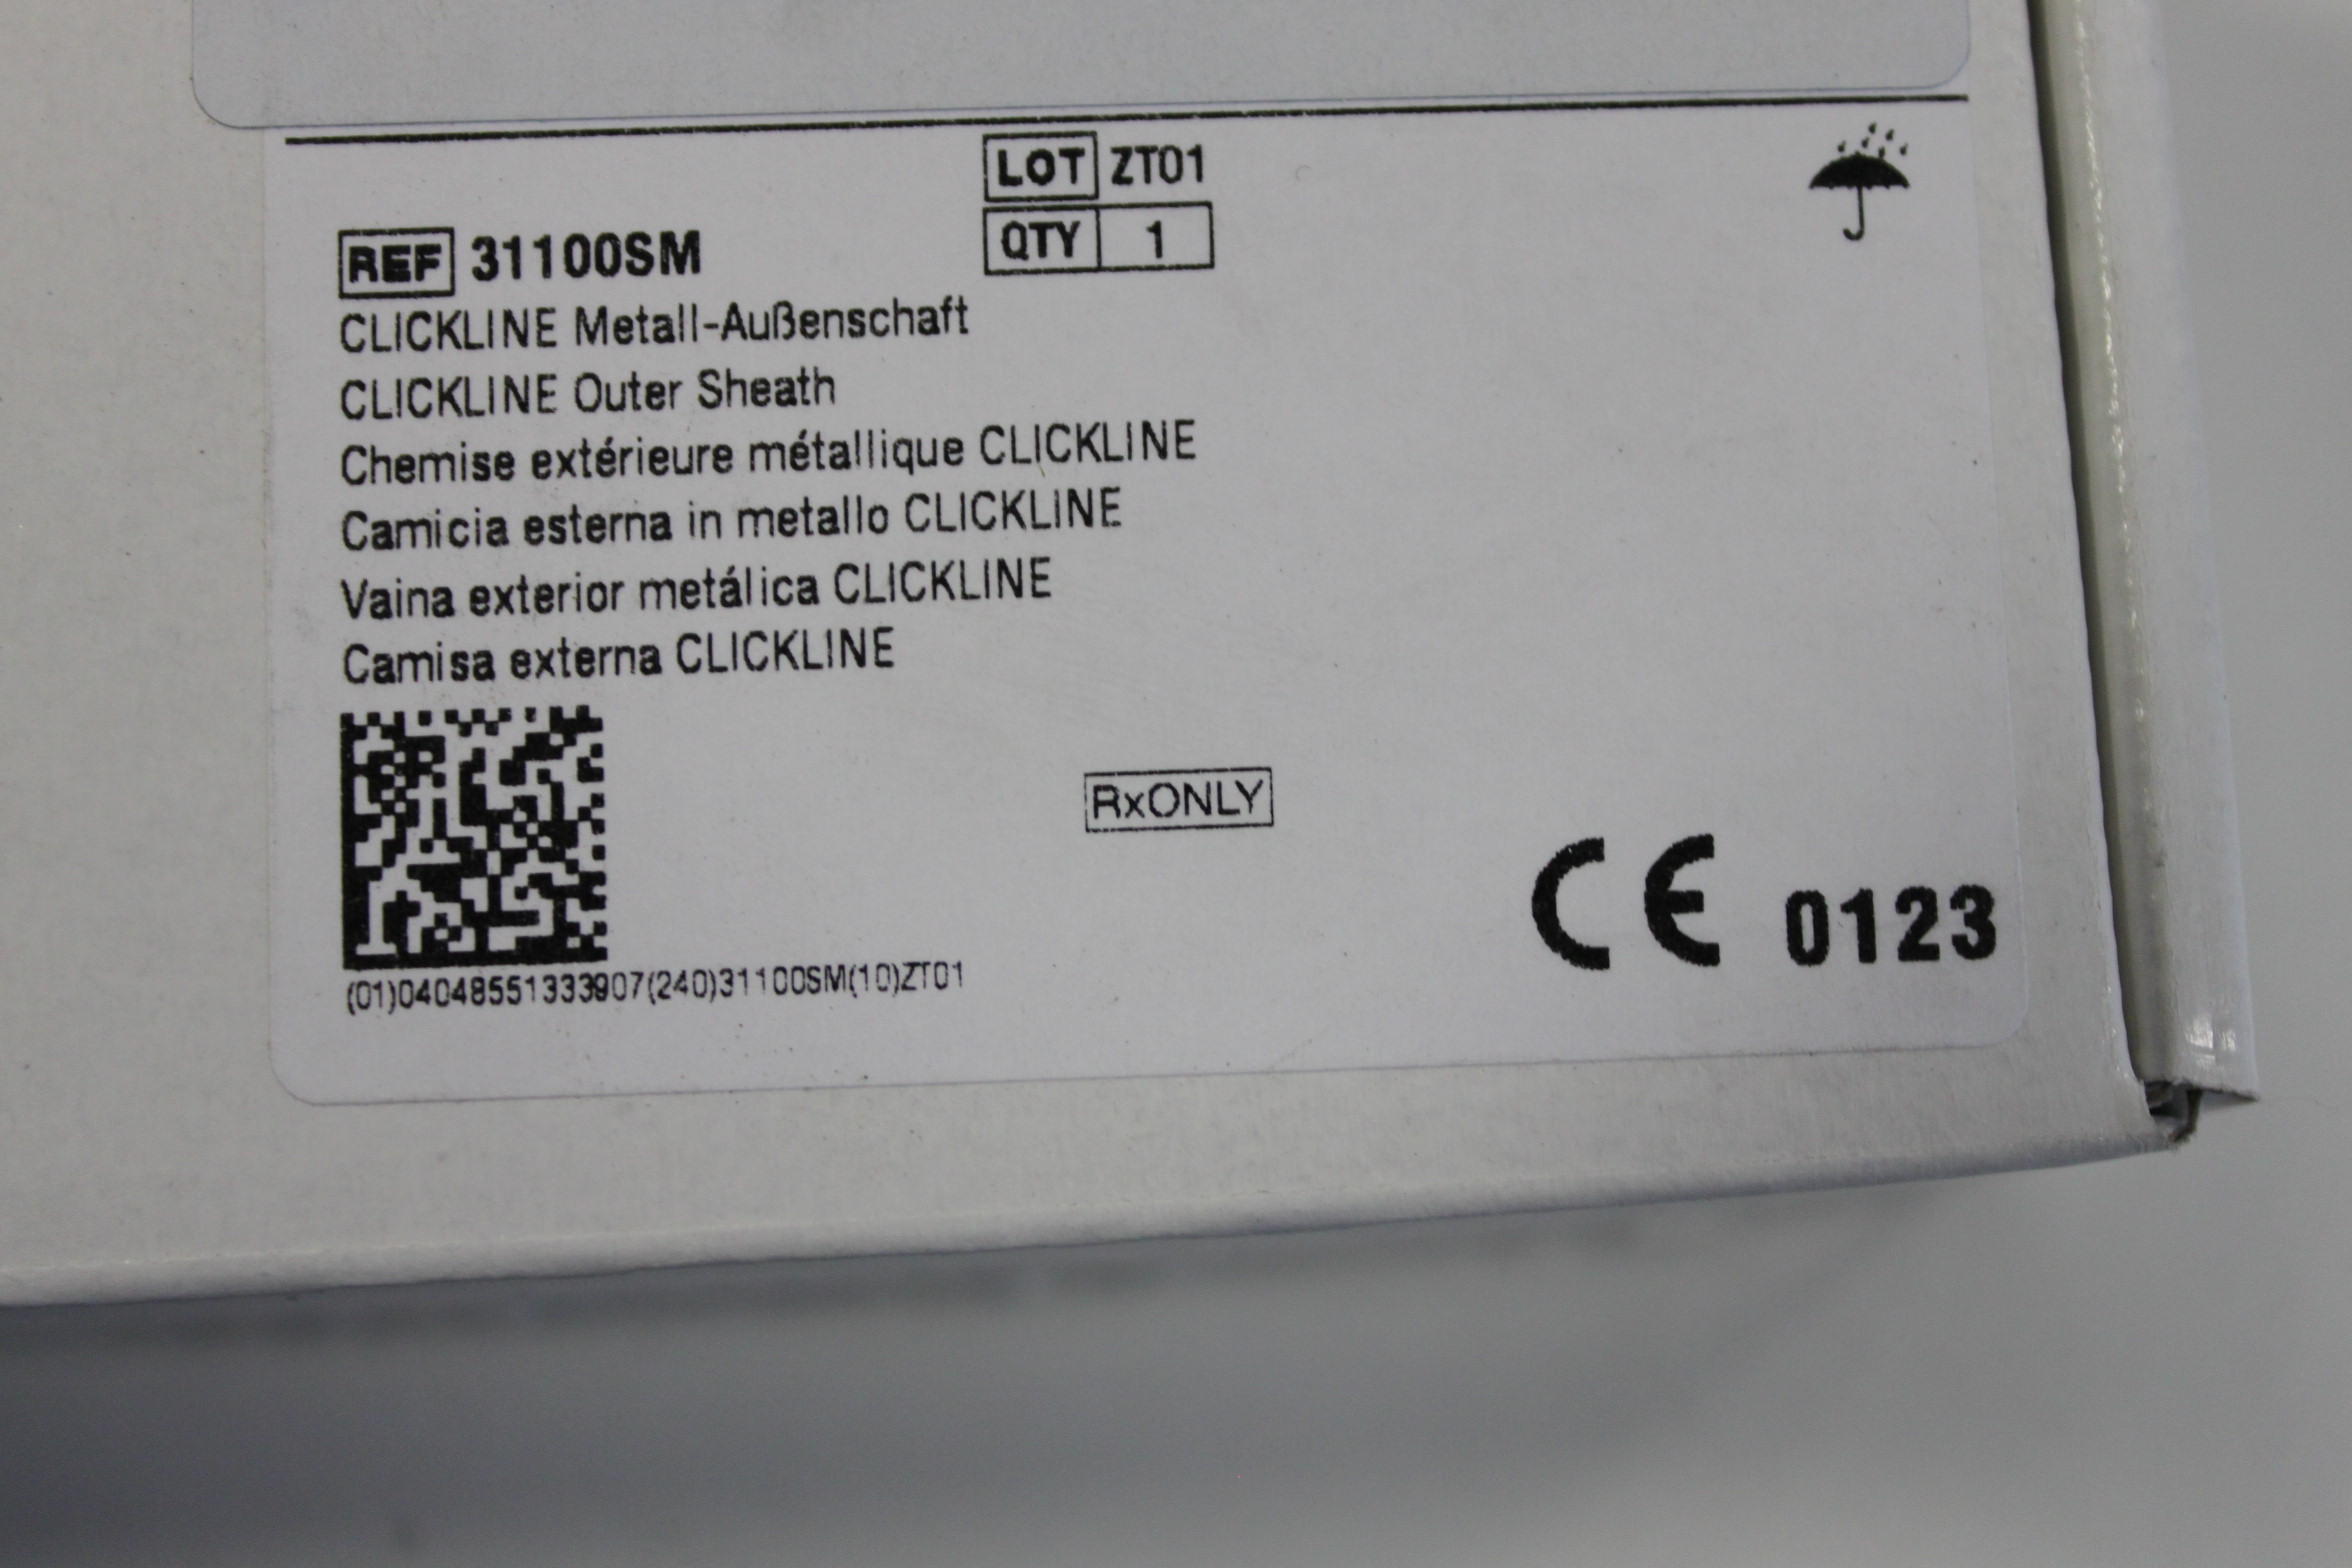 LOT ZT01
QTY 1
REF 31100SM
CLICKLINE Metall-Außenschaft
CLICKLINE Outer Sheath
Chemise extérieure métallique CLICKLINE
Camicia esterna in metallo CLICKLINE
Vaina exterior metálica CLICKLINE
Camisa externa CLICKLINE
RxONLY
CE 0123
(01)04048551333907(240)31100SM(10)ZT01